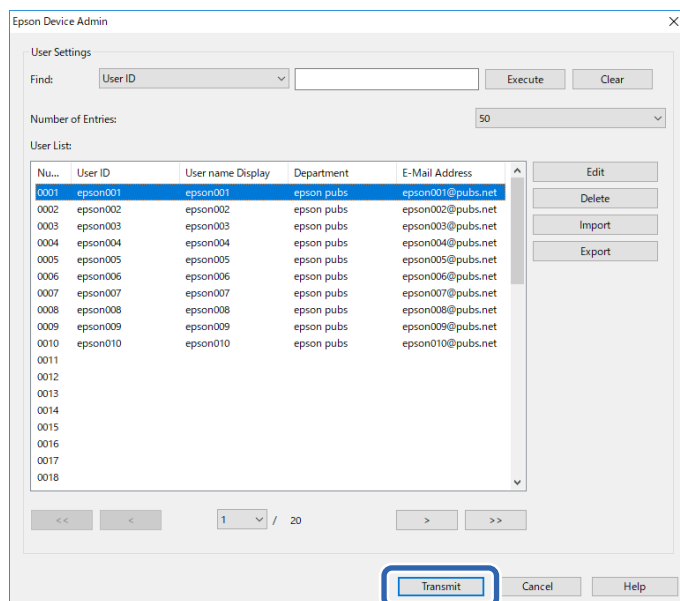 Epson Device Admin
User Settings
Find: User ID Execute Clear
Number of Entries: 50
User List:
Nu... User ID User name Display Department E-Mail Address Edit
0001 epson001 epson001 epson pubs epson001@pubs.net Delete
0002 epson002 epson002 epson pubs epson002@pubs.net
0003 epson003 epson003 epson pubs epson003@pubs.net Import
0004 epson004 epson004 epson pubs epson004@pubs.net
0005 epson005 epson005 epson pubs epson005@pubs.net Export
0006 epson006 epson006 epson pubs epson006@pubs.net
0007 epson007 epson007 epson pubs epson007@pubs.net
0008 epson008 epson008 epson pubs epson008@pubs.net
0009 epson009 epson009 epson pubs epson009@pubs.net
0010 epson010 epson010 epson pubs epson010@pubs.net
0011
0012
0013
0014
0015
0016
0017
0018
<< < 1 / 20 > >>
Transmit Cancel Help